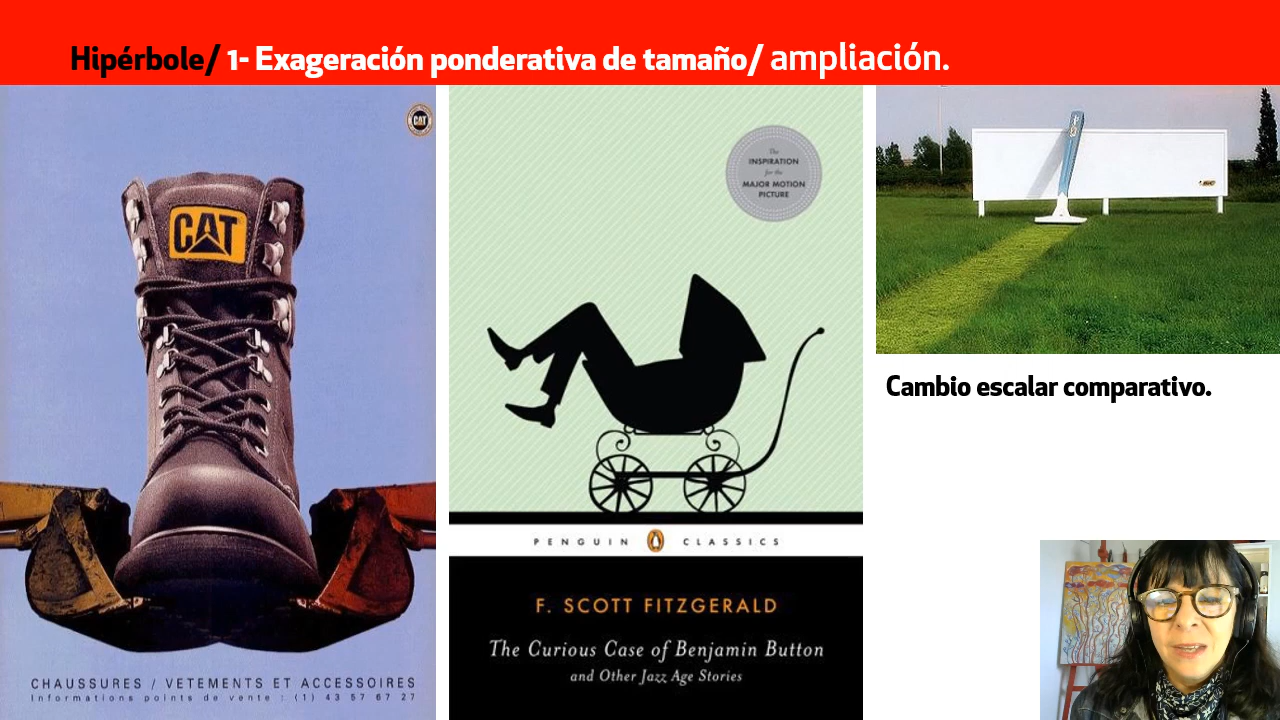 Hipérbole/ 1- Exageración ponderativa de tamaño/ ampliación.
CAT
CAT
CHAUSSURES / VETEMENTS ET ACCESSOIRES
Informations points de vente : (1) 43 57 67 27
The
INSPIRATION
for the
MAJOR MOTION
PICTURE
PENGUIN CLASSICS
F. SCOTT FITZGERALD
The Curious Case of Benjamin Button
and Other Jazz Age Stories
BIC
Cambio escalar comparativo.